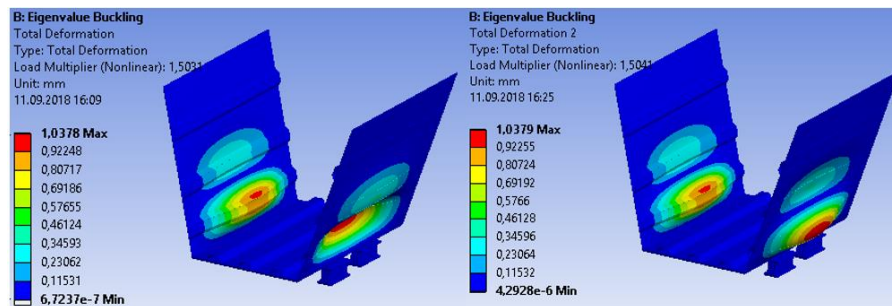 B: Eigenvalue Buckling
Total Deformation
Type: Total Deformation
Load Multiplier (Nonlinear): 1,5031
Unit: mm
11.09.2018 16:09
1,0378 Max
0,92248
0,80717
0,69186
0,57655
0,46124
0,34593
0,23062
0,11531
6,7237e-7 Min
B: Eigenvalue Buckling
Total Deformation 2
Type: Total Deformation
Load Multiplier (Nonlinear): 1,5041
Unit: mm
11.09.2018 16:25
1,0379 Max
0,92255
0,80724
0,69192
0,5766
0,46128
0,34596
0,23064
0,11532
4,2928e-6 Min